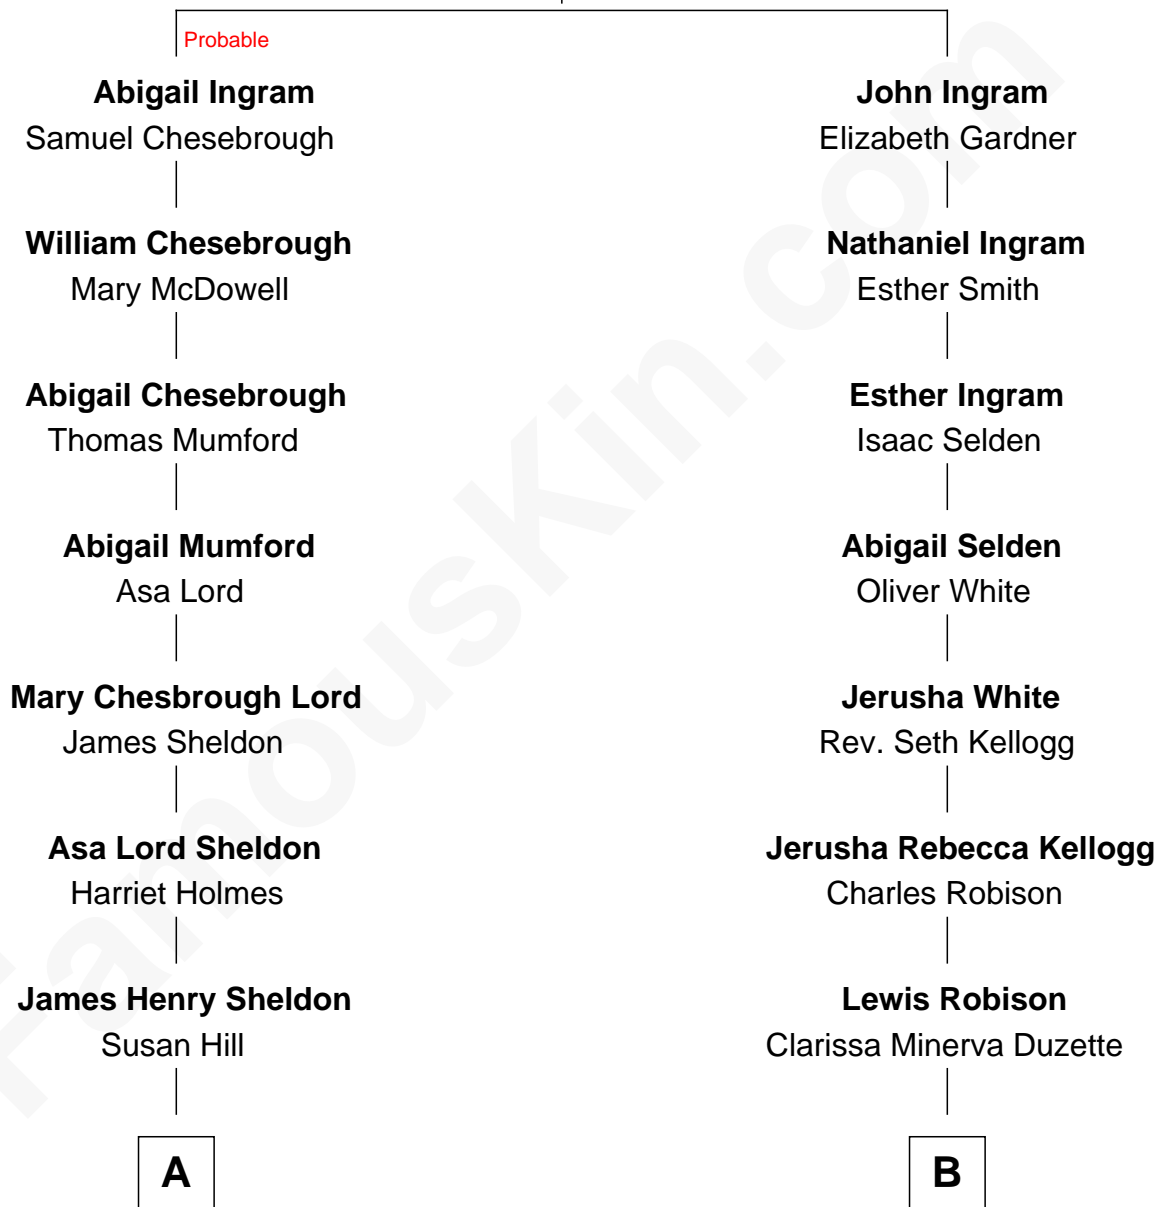 Probable
Abigail Ingram
Samuel Chesebrough
William Chesebrough
Mary McDowell
Abigail Chesebrough
Thomas Mumford
Abigail Mumford
Asa Lord
Mary Chesbrough Lord
James Sheldon
Asa Lord Sheldon
Harriet Holmes
James Henry Sheldon
Susan Hill
A
John Ingram
Elizabeth Gardner
Nathaniel Ingram
Esther Smith
Esther Ingram
Isaac Selden
Abigail Selden
Oliver White
Jerusha White
Rev. Seth Kellogg
Jerusha Rebecca Kellogg
Charles Robison
Lewis Robison
Clarissa Minerva Duzette
B
FamousKin.com